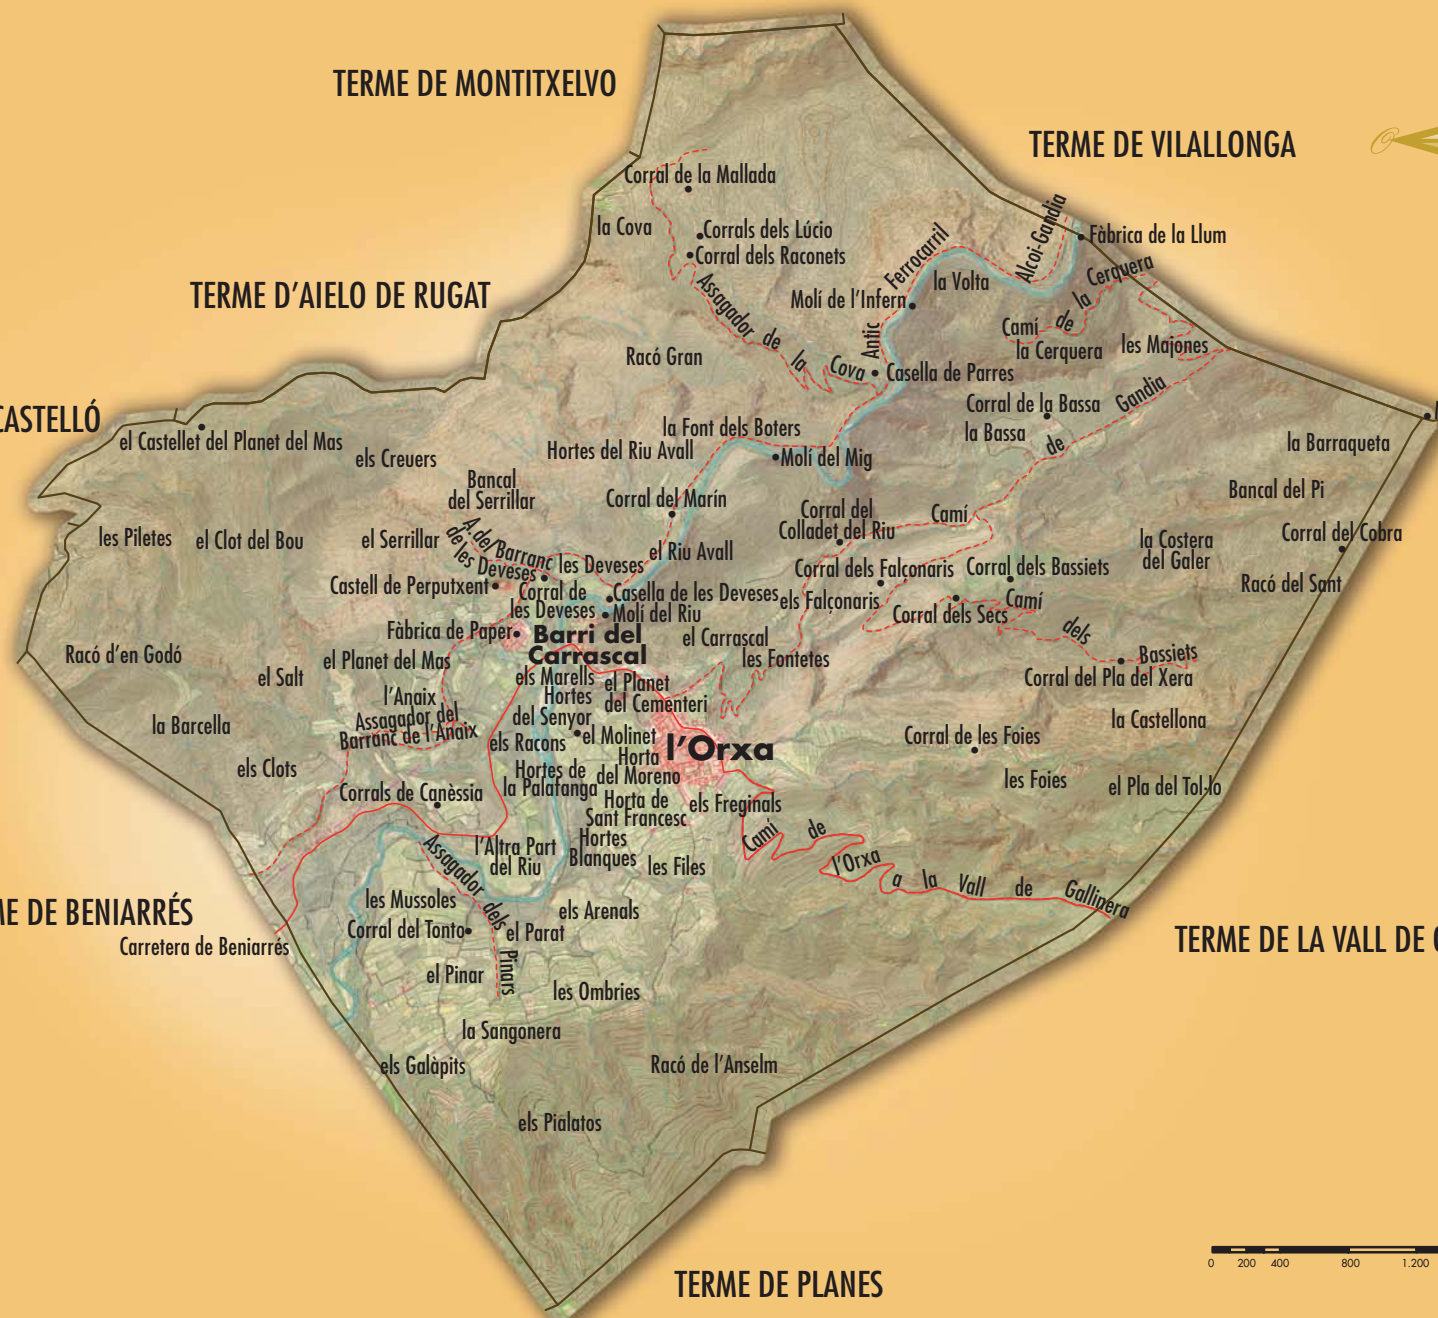 TERME DE MONTITXELVO
TERME DE VILALLONGA
Corral de la Mallada
la Cova
Corrals dels Lúcio
Corral dels Raconets
Ferrocarril
Alcoi-Gandia
Fàbrica de la Llum
TERME D'AIELO DE RUGAT
Assagador de la Cova
Molí de l'Infern
la Volta
Camí de la Cerquera
la Cerquera
les Majones
Antic
Racó Gran
Casella de Parres
Corral de la Bassa
la Bassa
Camí de Gandia
CASTELLÓ
el Castellet del Planet del Mas
els Creuers
la Font dels Boters
Hortes del Riu Avall
Molí del Mig
la Barraqueta
Bancal
del Serrillar
Corral del Marín
Bancal del Pi
les Piletes
el Clot del Bou
el Serrillar
A. del Barranc
de les Deveses
les Deveses
el Riu Avall
Corral del
Colladet del Riu
la Costera
del Galer
Corral del Cobra
Castell de Perputxent
Corral de
les Deveses
Casella de les Deveses
Molí del Riu
Corral dels Falçonaris
els Falçonaris
Corral dels Bassiets
Corral dels Secs
Racó del Sant
Camí dels Bassiets
Fàbrica de Paper
Barri del
Carrascal
el Carrascal
les Fontetes
Racó d'en Godó
el Salt
el Planet del Mas
els Marells
el Planet
del Cementeri
Corral del Pla del Xera
l'Anaix
Hortes
del Senyor
la Castellona
la Barcella
Assagador del
Barranc de l'Anaix
els Racons
el Molinet
l'Orxa
Corral de les Foies
els Clots
Horta
del Moreno
Hortes de
la Palafanga
les Foies
el Pla del Tol·lo
Corrals de Canèssia
Horta de
Sant Francesc
els Freginals
Camí de l'Orxa a la Vall de Gallinera
Assagador dels Pinars
l'Altra Part
del Riu
Hortes
Blanques
les Files
ME DE BENIARRÉS
Carretera de Beniarrés
les Mussoles
els Arenals
Corral del Tonto
el Parat
TERME DE LA VALL DE
el Pinar
les Ombries
la Sangonera
els Galàpits
Racó de l'Anselm
els Pialatos
TERME DE PLANES
0 200 400 800 1.200